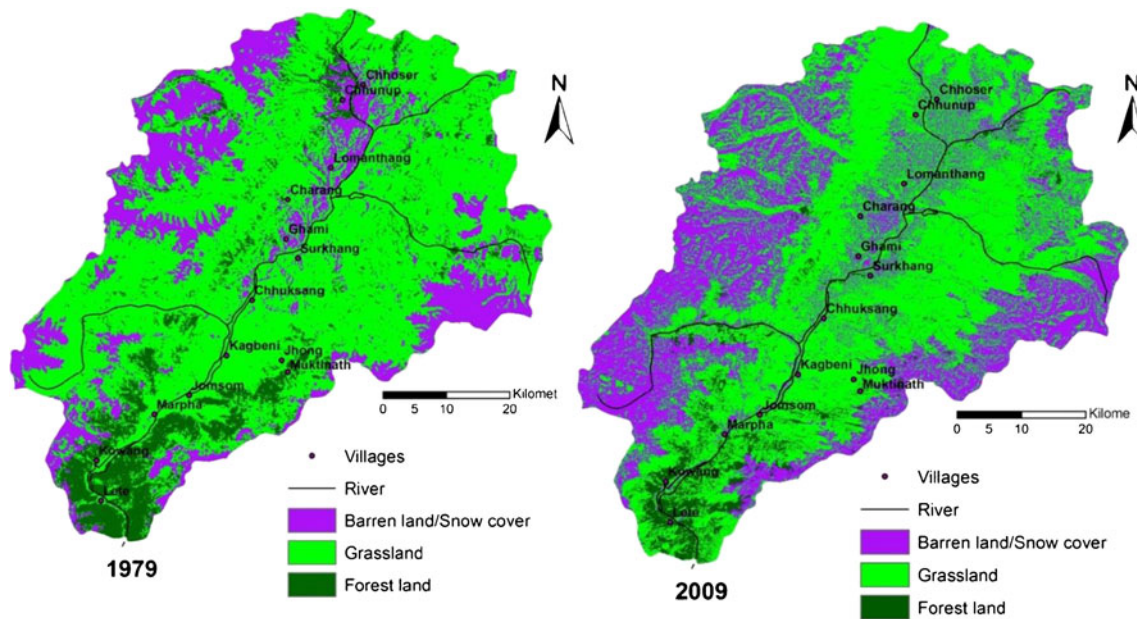 N
Chhoser
Chhunup
Lomanthang
Charang
Ghami
Surkhang
Chhuksang
Kagbeni
Jhong
Muktinath
Jomsom
Marpha
Kowang
Lete
Kilomet
0 5 10 20
Villages
River
Barren land/Snow cover
Grassland
Forest land
1979
N
Chhoser
Chhunup
Lomanthang
Charang
Ghami
Surkhang
Chhuksang
Kagbeni
Jhong
Muktinath
Jomsom
Marpha
Kowang
Lete
Kilome
0 5 10 20
Villages
River
Barren land/Snow cover
Grassland
Forest land
2009